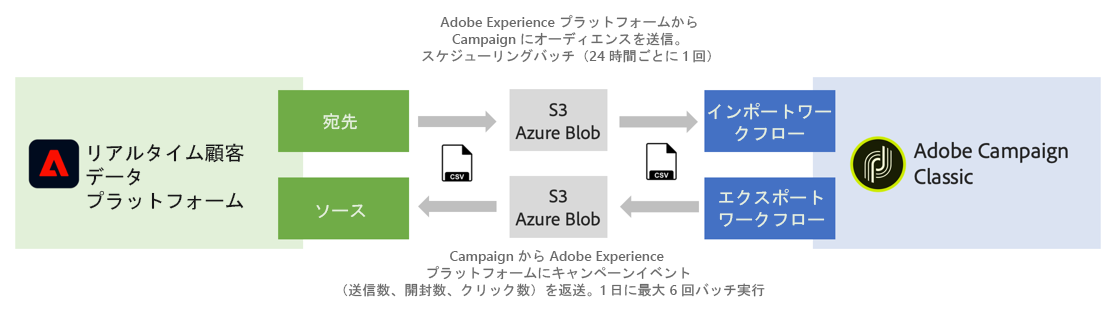 Adobe Experience プラットフォームから
Campaign にオーディエンスを送信。
スケジューリングバッチ（24 時間ごとに 1 回）
リアルタイム顧客
データ
プラットフォーム
宛先
S3
Azure Blob
インポートワー
クフロー
CSV
CSV
ソース
S3
Azure Blob
エクスポート
ワークフロー
Adobe Campaign
Classic
Campaign から Adobe Experience
プラットフォームにキャンペーンイベント
（送信数、開封数、クリック数）を返送。1 日に最大 6 回バッチ実行